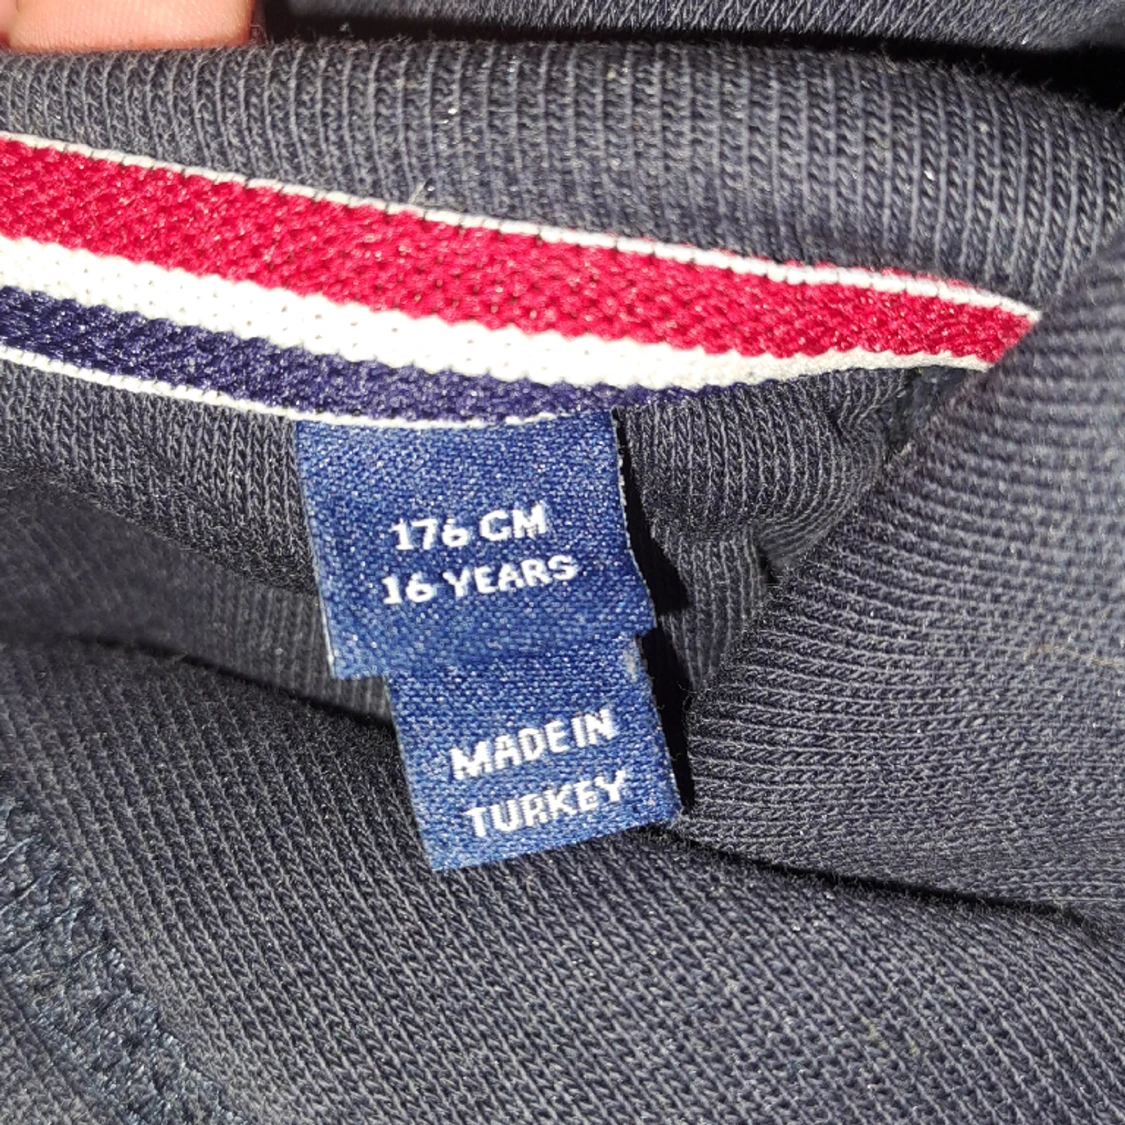 176 CM
16 YEARS
MADE IN
TURKEY